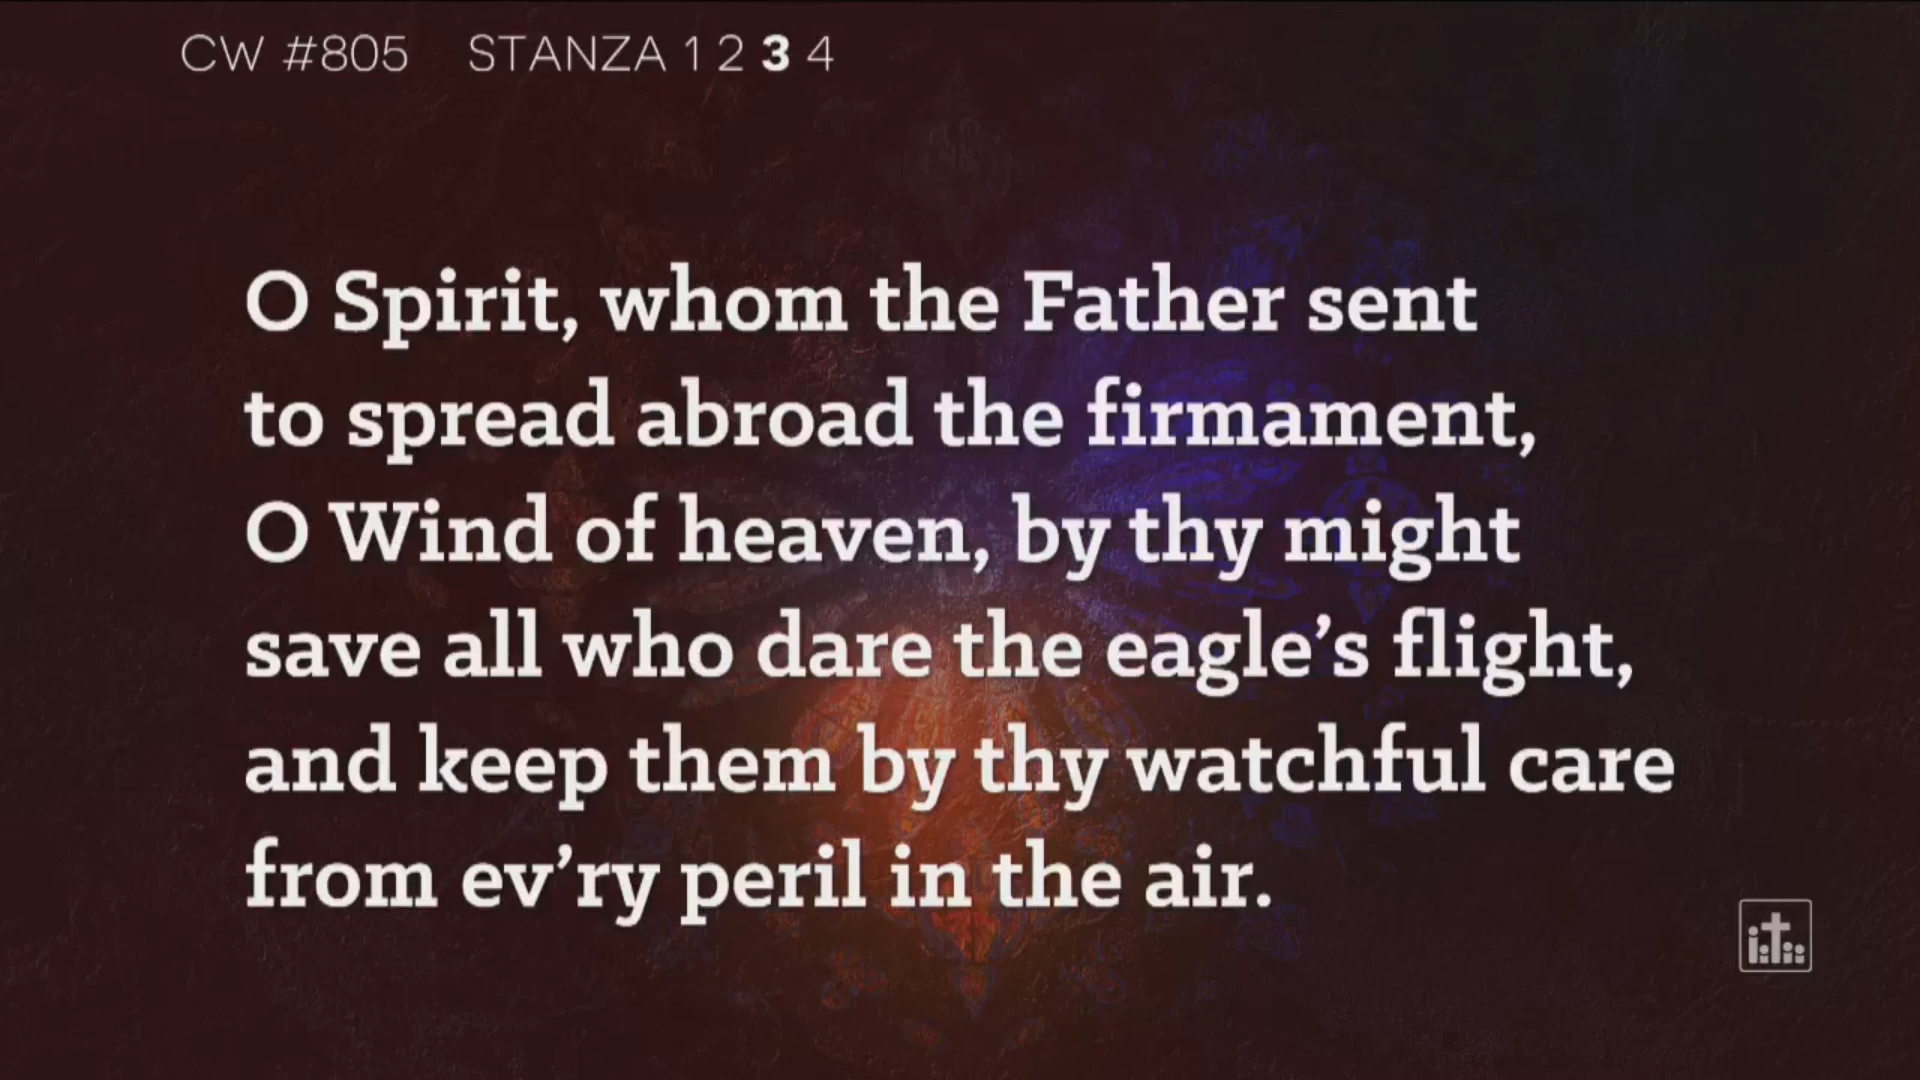 CW #805 STANZA 1 2 3 4
O Spirit, whom the Father sent
to spread abroad the firmament,
O Wind of heaven, by thy might
save all who dare the eagle’s flight,
and keep them by thy watchful care
from ev’ry peril in the air.